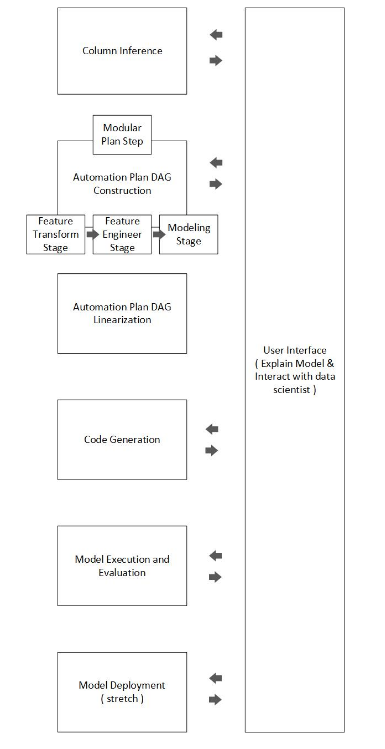 Column Inference
Modular
Plan Step
Automation Plan DAG
Construction
Feature
Transform
Stage
Feature
Engineer
Stage
Modeling
Stage
Automation Plan DAG
Linearization
User Interface
( Explain Model &
Interact with data
scientist )
Code Generation
Model Execution and
Evaluation
Model Deployment
( stretch )